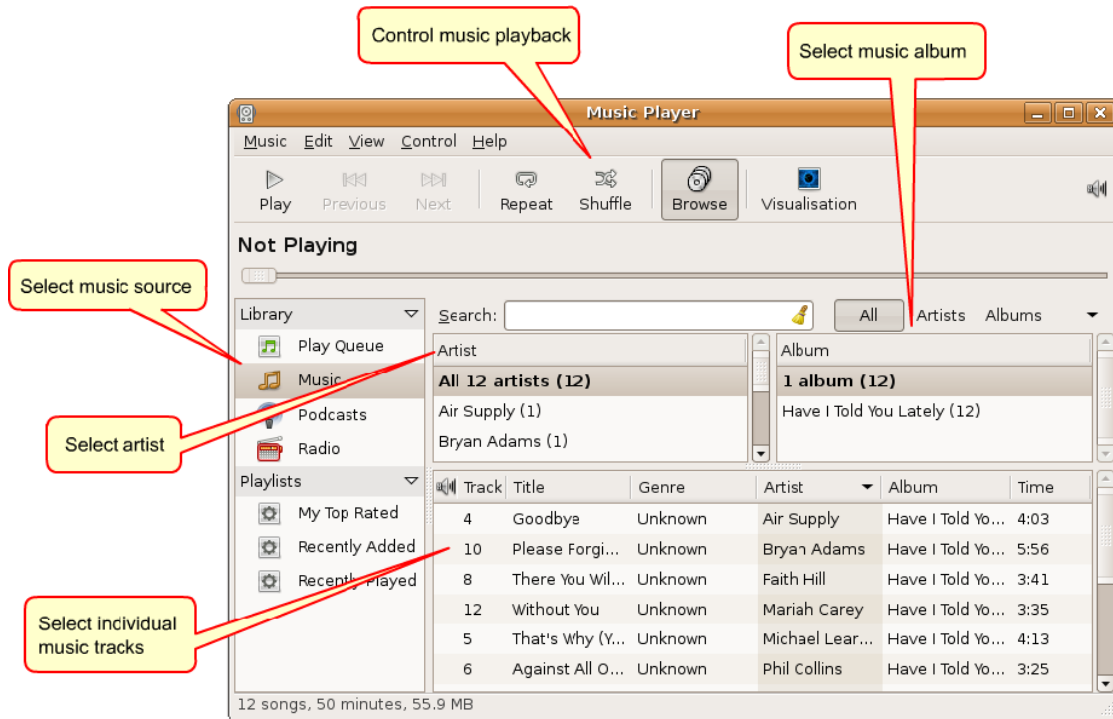 Control music playback
Select music album
Music Player
Music Edit View Control Help
Play Previous Next Repeat Shuffle Browse Visualisation
Not Playing
Select music source
Library
Play Queue
Music
Podcasts
Radio
Select artist
Playlists
My Top Rated
Recently Added
Recently Played
Select individual
music tracks
Search: All Artists Albums
Artist
All 12 artists (12)
Air Supply (1)
Bryan Adams (1)
Album
1 album (12)
Have I Told You Lately (12)
Track Title Genre Artist Album Time
4 Goodbye Unknown Air Supply Have I Told Yo... 4:03
10 Please Forgi... Unknown Bryan Adams Have I Told Yo... 5:56
8 There You Wil... Unknown Faith Hill Have I Told Yo... 3:41
12 Without You Unknown Mariah Carey Have I Told Yo... 3:35
5 That's Why (Y... Unknown Michael Lear... Have I Told Yo... 4:13
6 Against All O... Unknown Phil Collins Have I Told Yo... 3:25
12 songs, 50 minutes, 55.9 MB